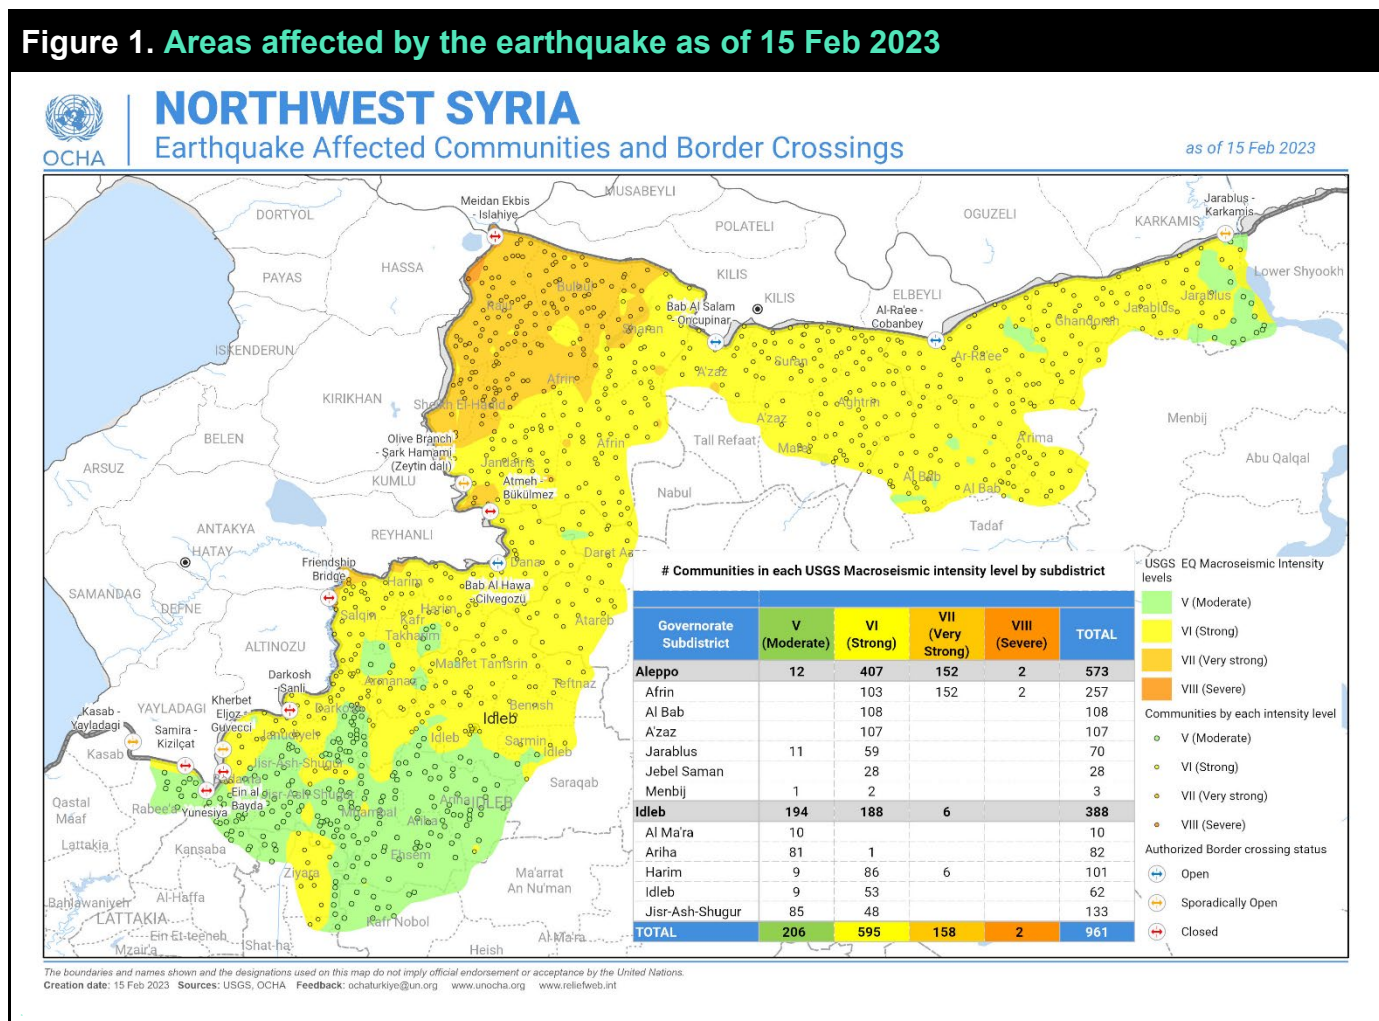 Figure 1. Areas affected by the earthquake as of 15 Feb 2023
OCHA
NORTHWEST SYRIA
Earthquake Affected Communities and Border Crossings
as of 15 Feb 2023
MUSABEYLI
Meidan Ekbis
- Islahiye
DORTYOL
POLATELI
OGUZELI
Jarablus -
Karkamis
KARKAMIS
HASSA
PAYAS
KILIS
KILIS
Lower Shyookh
Bulbul
Raju
ELBEYLI
Bab Al Salam
- Öncupinar
Al-Ra'ee -
Cobanbey
Jarablus
Jarablus
Ghandorah
Sharan
ISKENDERUN
Suran
Ar-Ra'ee
A'zaz
Afrin
KIRIKHAN
Sheikh El-Hadid
Aghtrin
A'zaz
Menbij
BELEN
Olive Branch
- Şark Hamami
(Zeytin dalı)
Afrin
Tall Refaat
Mare'
A'rima
ARSUZ
Jandairis
Abu Qalqal
KUMLU
Atmeh -
Bükülmez
Al Bab
Al Bab
Nabul
Tadaf
ANTAKYA
HATAY
REYHANLI
Daret Az
Friendship
Bridge
Dana
Harim
Bab Al Hawa
-Cilvegozü
SAMANDAG
DEFNE
Salqin
Harim
Kafr
Takharim
Atareb
ALTINOZU
Maaret Tamsrin
Armanaz
Teftnaz
Darkosh
-Sanli
Kherbet
Eljoz -
Guvecci
Darkosh
Bennsh
Idleb
Kasab -
Yayladagi
YAYLADAGI
Samira -
Kizilçat
Janudiyeh
Idleb
Sarmin
Idleb
Kasab
Jisr-Ash-Shugur
Saraqab
Ein al
Bayda
Jisr-Ash-Shugur
Qastal
Maaf
Rabee'a
Yunesiya
Mhambal
Ariha
IDLEB
Ariha
Lattakia
Kansaba
Ehsem
Ziyara
Ma'arrat
An Nu'man
Bahlawaniyeh
Al-Haffa
LATTAKIA
Kafr Nobol
Ein Et-teeneh
Shat-ha
Al Ma'ra
Mzair'a
Heish
# Communities in each USGS Macroseismic intensity level by subdistrict
Governorate Subdistrict V (Moderate) VI (Strong) VII (Very Strong) VIII (Severe) TOTAL
Aleppo 12 407 152 2 573
Afrin 103 152 2 257
Al Bab 108 108
A'zaz 107 107
Jarablus 11 59 70
Jebel Saman 28 28
Menbij 1 2 3
Idleb 194 188 6 388
Al Ma'ra 10 10
Ariha 81 1 82
Harim 9 86 6 101
Idleb 9 53 62
Jisr-Ash-Shugur 85 48 133
TOTAL 206 595 158 2 961
USGS EQ Macroseismic Intensity
levels
V (Moderate)
VI (Strong)
VII (Very strong)
VIII (Severe)
Communities by each intensity level
V (Moderate)
VI (Strong)
VII (Very strong)
VIII (Severe)
Authorized Border crossing status
Open
Sporadically Open
Closed
The boundaries and names shown and the designations used on this map do not imply official endorsement or acceptance by the United Nations.
Creation date: 15 Feb 2023 Sources: USGS, OCHA Feedback: ochaturkiye@un.org www.unocha.org www.reliefweb.int